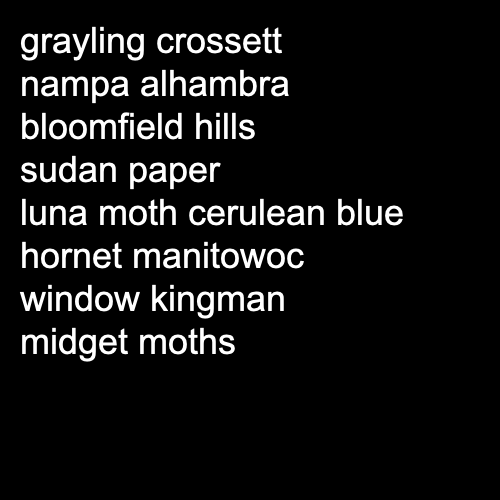 grayling crossett
nampa alhambra
bloomfield hills
sudan paper
luna moth cerulean blue
hornet manitowoc
window kingman
midget moths